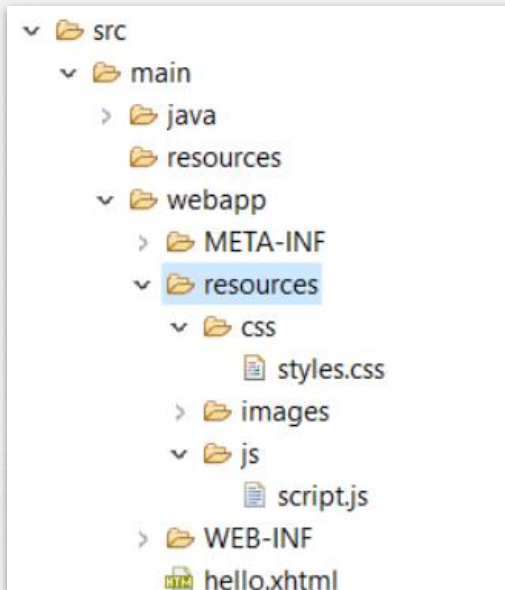 src
main
java
resources
webapp
META-INF
resources
css
styles.css
images
js
script.js
WEB-INF
hello.xhtml